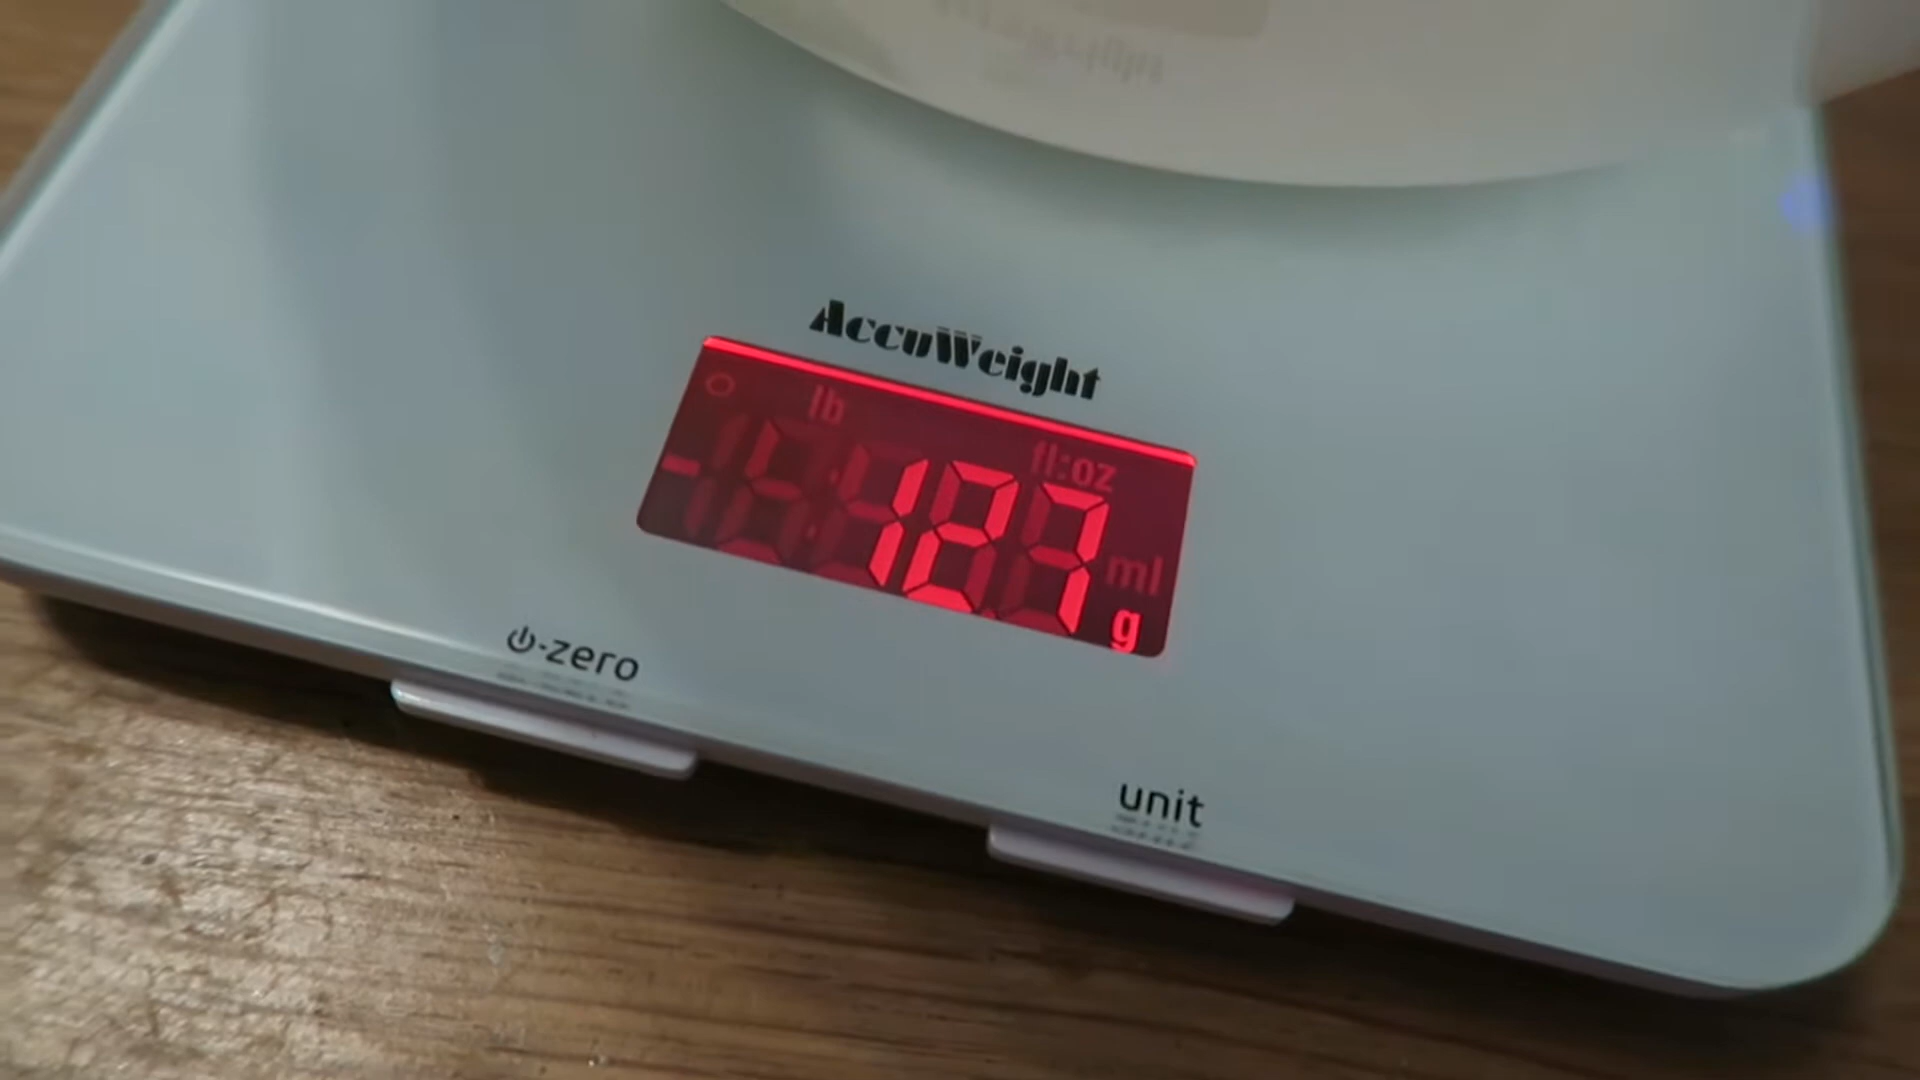 AccuWeight
lb fl:oz
127 ml
g
-zero
unit